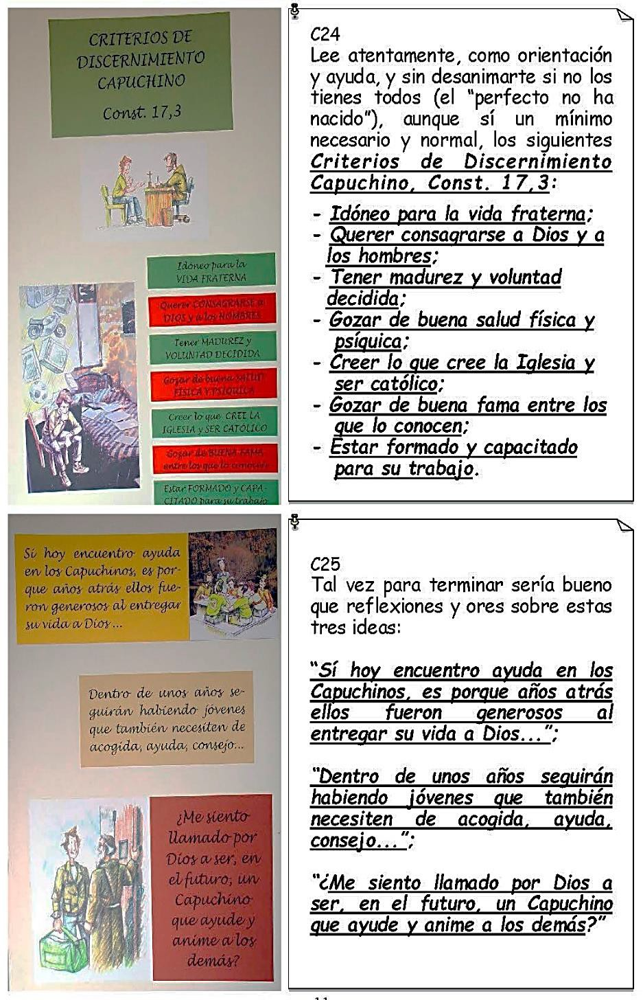 CRITERIOS DE
DISCERNIMIENTO
CAPUCHINO
Const. 17,3
Idóneo para la
VIDA FRATERNA
Querer CONSAGRARSE a
DIOS y a los HOMBRES
Tener MADUREZ y
VOLUNTAD DECIDIDA
Gozar de buena SALUD
FÍSICA Y PSÍQUICA
Creer lo que CREE LA
IGLESIA y SER CATÓLICO
Gozar de BUENA FAMA
entre los que lo conocen
Estar FORMADO y CAPA-
CITADO para su trabajo
C24
Lee atentamente, como orientación
y ayuda, y sin desanimarte si no los
tienes todos (el “perfecto no ha
nacido”), aunque sí un mínimo
necesario y normal, los siguientes
Criterios de Discernimiento
Capuchino, Const. 17,3:
- Idóneo para la vida fraterna;
- Querer consagrarse a Dios y a
los hombres;
- Tener madurez y voluntad
decidida;
- Gozar de buena salud física y
psíquica;
- Creer lo que cree la Iglesia y
ser católico;
- Gozar de buena fama entre los
que lo conocen;
- Estar formado y capacitado
para su trabajo.
Sí hoy encuentro ayuda
en los Capuchinos, es por-
que años atrás ellos fue-
ron generosos al entregar
su vida a Dios ...
Dentro de unos años se-
guirán habiendo jóvenes
que también necesiten de
acogida, ayuda, consejo...
¿Me siento
llamado por
Dios a ser, en
el futuro, un
Capuchino
que ayude y
anime a los
demás?
C25
Tal vez para terminar sería bueno
que reflexiones y ores sobre estas
tres ideas:
“Sí hoy encuentro ayuda en los
Capuchinos, es porque años atrás
ellos fueron generosos al
entregar su vida a Dios...”;
“Dentro de unos años seguirán
habiendo jóvenes que también
necesiten de acogida, ayuda,
consejo...”;
“¿Me siento llamado por Dios a
ser, en el futuro, un Capuchino
que ayude y anime a los demás?”